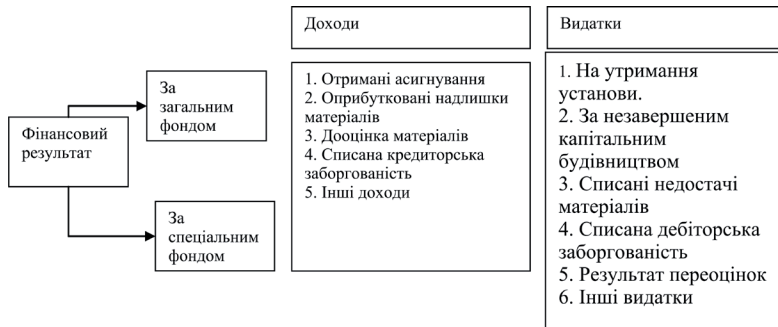 Доходи
Видатки
За
загальним
фондом
Фінансовий
результат
За
спеціальним
фондом
1. Отримані асигнування
2. Оприбутковані надлишки
матеріалів
3. Дооцінка матеріалів
4. Списана кредиторська
заборгованість
5. Інші доходи
1. На утримання
установи.
2. За незавершеним
капітальним
будівництвом
3. Списані недостачі
матеріалів
4. Списана дебіторська
заборгованість
5. Результат переоцінок
6. Інші видатки